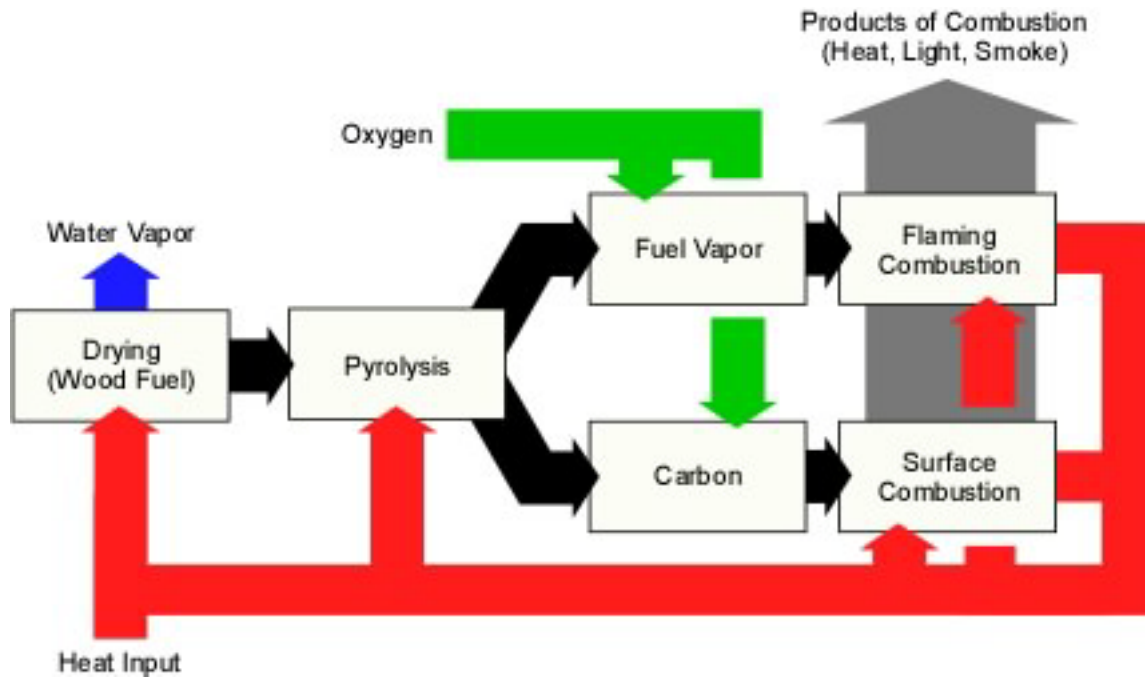 Products of Combustion
(Heat, Light, Smoke)
Oxygen
Water Vapor
Fuel Vapor
Flaming
Combustion
Drying
(Wood Fuel)
Pyrolysis
Carbon
Surface
Combustion
Heat Input